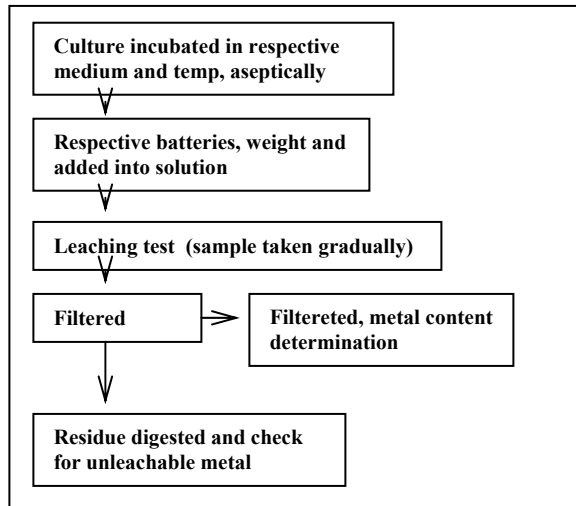 Culture incubated in respective
medium and temp, aseptically
Respective batteries, weight and
added into solution
Leaching test (sample taken gradually)
Filtered
Filtereted, metal content
determination
Residue digested and check
for unleachable metal